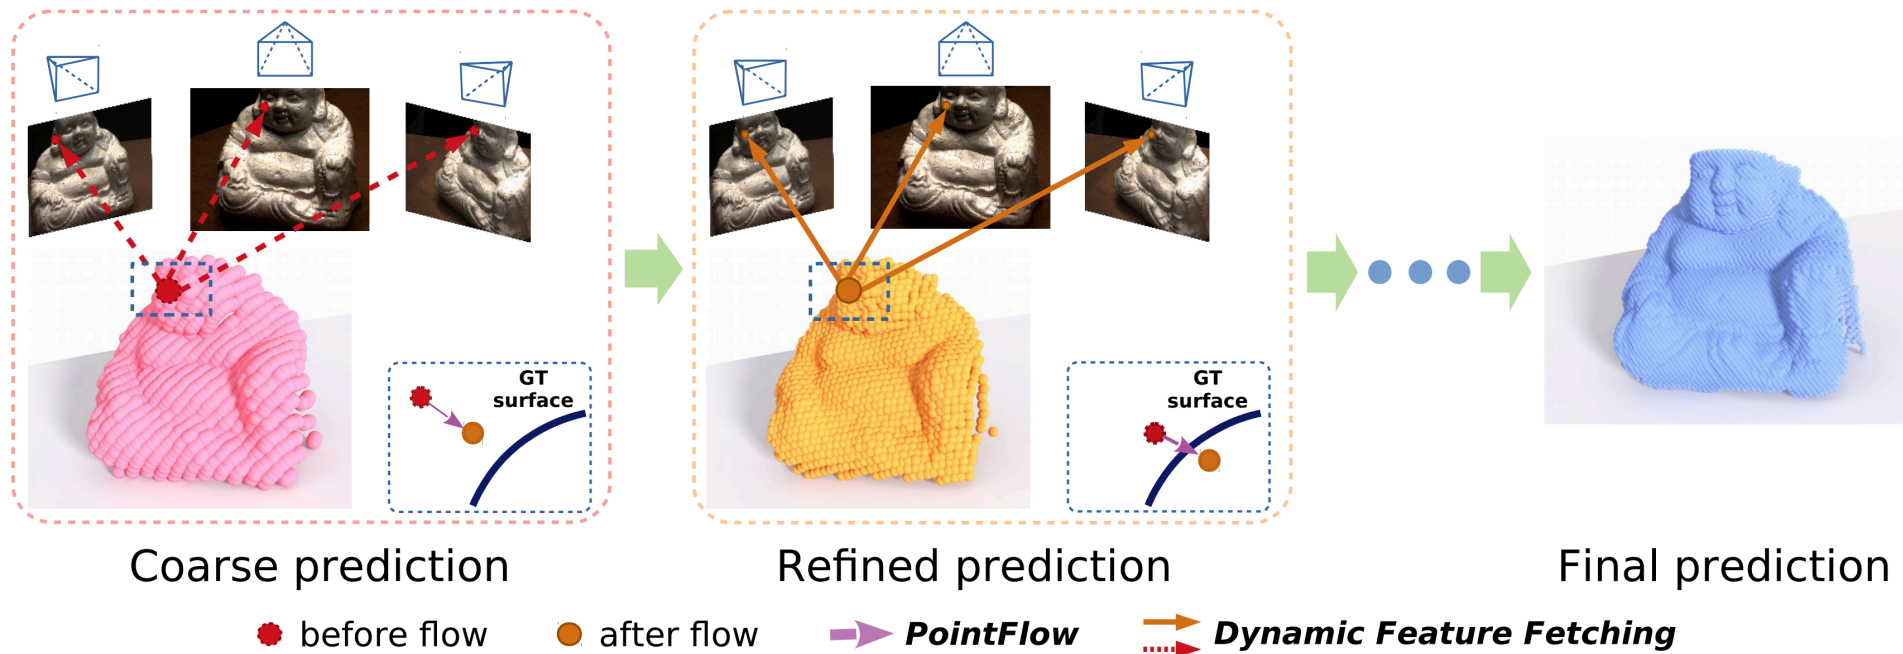 GT
surface
GT
surface
Coarse prediction
Refined prediction
Final prediction
before flow
after flow
PointFlow
Dynamic Feature Fetching